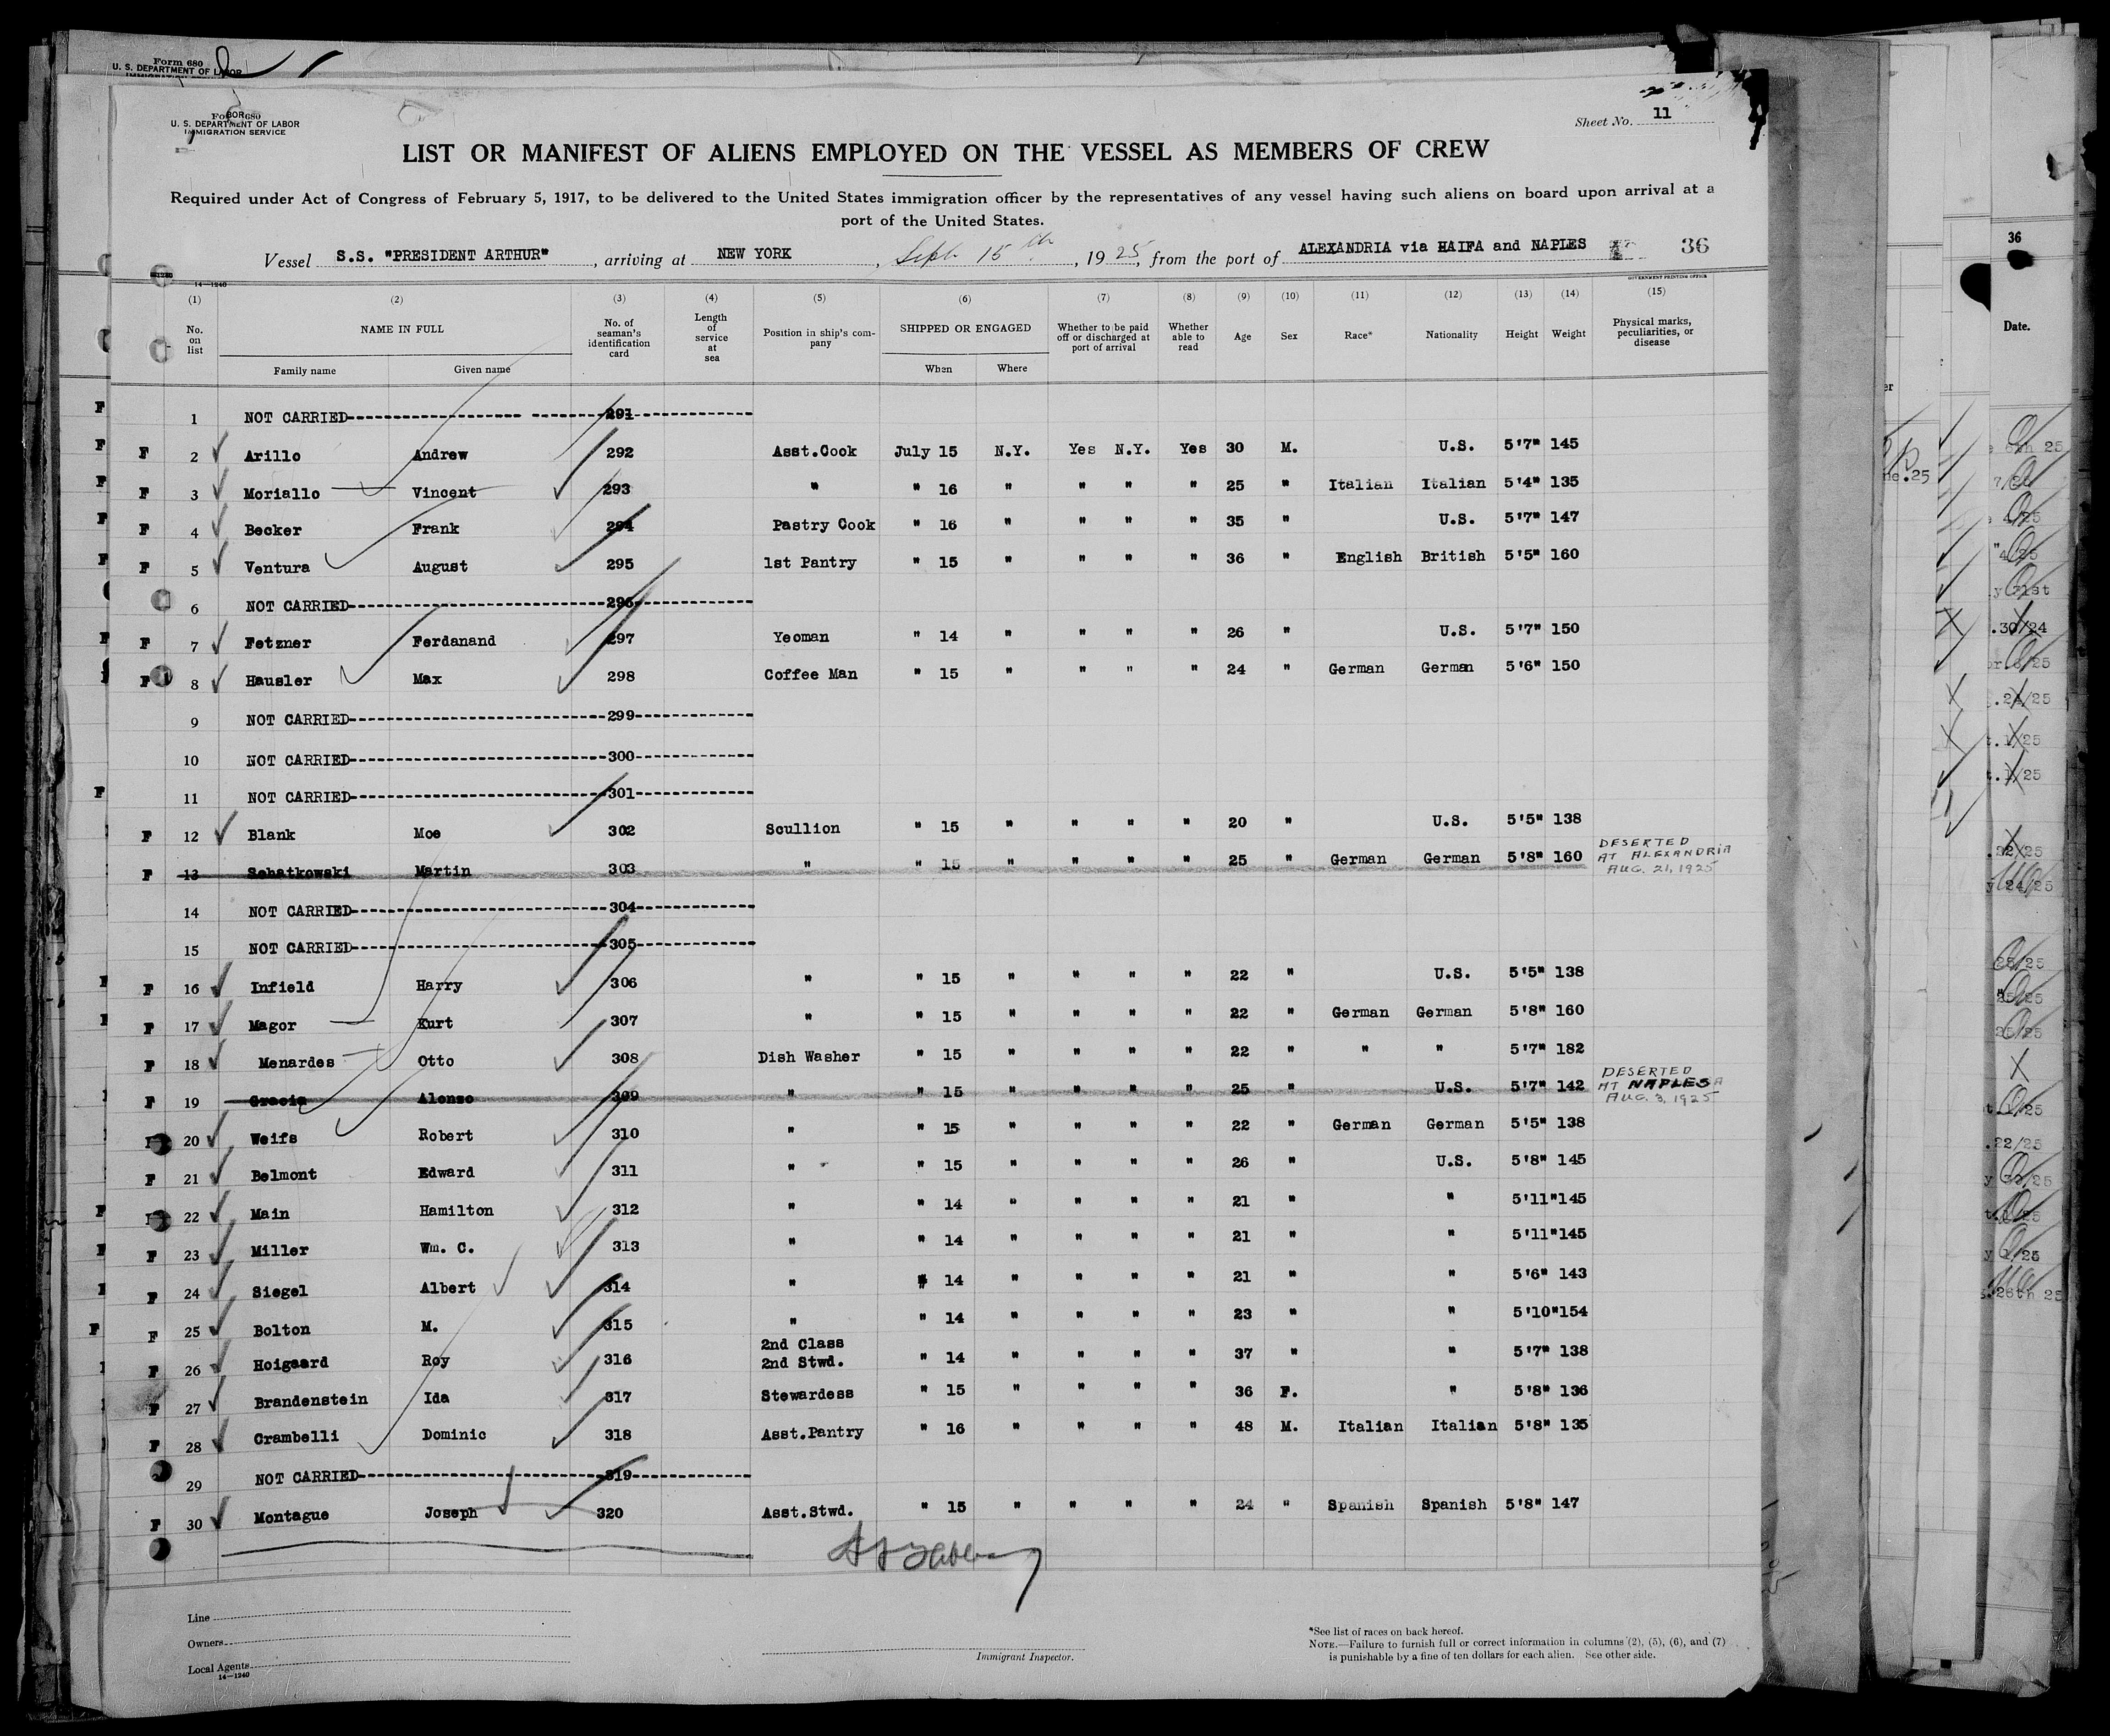 Form 680
U. S. DEPARTMENT OF LABOR
U. S. DEPARTMENT OF LABOR
IMMIGRATION SERVICE
Sheet No. 11
LIST OR MANIFEST OF ALIENS EMPLOYED ON THE VESSEL AS MEMBERS OF CREW
Required under Act of Congress of February 5, 1917, to be delivered to the United States immigration officer by the representatives of any vessel having such aliens on board upon arrival at a
port of the United States.
Vessel S.S. "PRESIDENT ARTHUR", arriving at NEW YORK, Sept. 15th, 1925, from the port of ALEXANDRIA via HAIFA and NAPLES 36
14—1240 GOVERNMENT PRINTING OFFICE
(1) (2) (3) (4) (5) (6) (7) (8) (9) (10) (11) (12) (13) (14) (15)
No. on list NAME IN FULL No. of seaman's identification card Length of service at sea Position in ship's company SHIPPED OR ENGAGED Whether to be paid off or discharged at port of arrival Whether able to read Age Sex Race* Nationality Height Weight Physical marks, peculiarities, or disease
Family name Given name When Where
1 NOT CARRIED 291
F 2 Arillo Andrew 292 Asst.Cook July 15 N.Y. Yes N.Y. Yes 30 M. U.S. 5'7" 145
F 3 Moriallo Vincent 293 " " 16 " " " " 25 " Italian Italian 5'4" 135
F 4 Becker Frank 294 Pastry Cook " 16 " " " " 35 " U.S. 5'7" 147
F 5 Ventura August 295 1st Pantry " 15 " " " " 36 " English British 5'5" 160
6 NOT CARRIED 296
F 7 Fetzner Ferdanand 297 Yeoman " 14 " " " " 26 " U.S. 5'7" 150
F 8 Hausler Max 298 Coffee Man " 15 " " " " 24 " German German 5'6" 150
9 NOT CARRIED 299
10 NOT CARRIED 300
11 NOT CARRIED 301
F 12 Blank Moe 302 Scullion " 15 " " " " 20 " U.S. 5'5" 138
F 13 Schatkowski Martin 303 " " 15 " " " " 25 " German German 5'8" 160 DESERTED AT ALEXANDRIA AUG. 21, 1925
14 NOT CARRIED 304
15 NOT CARRIED 305
F 16 Infield Harry 306 " " 15 " " " " 22 " U.S. 5'5" 138
F 17 Magor Kurt 307 " " 15 " " " " 22 " German German 5'8" 160
F 18 Menardes Otto 308 Dish Washer " 15 " " " " 22 " " " 5'7" 182
F 19 Gracia Alonso 309 " " 15 " " " " 25 " U.S. 5'7" 142 DESERTED AT NAPLES AUG. 3, 1925
F 20 Weifs Robert 310 " " 15 " " " " 22 " German German 5'5" 138
F 21 Belmont Edward 311 " " 15 " " " " 26 " U.S. 5'8" 145
F 22 Main Hamilton 312 " " 14 " " " " 21 " " 5'11" 145
F 23 Miller Wm. C. 313 " " 14 " " " " 21 " " 5'11" 145
F 24 Siegel Albert 314 " " 14 " " " " 21 " " 5'6" 143
F 25 Bolton M. 315 " " 14 " " " " 23 " " 5'10" 154
F 26 Hoigaard Roy 316 2nd Class 2nd Stwd. " 14 " " " " 37 " " 5'7" 138
F 27 Brandenstein Ida 317 Stewardess " 15 " " " " 36 F. " 5'8" 136
F 28 Crambelli Dominic 318 Asst.Pantry " 16 " " " " 48 M. Italian Italian 5'8" 135
29 NOT CARRIED 319
F 30 Montague Joseph 320 Asst.Stwd. " 15 " " " " 24 " Spanish Spanish 5'8" 147
Line
Owners
Local Agents
14—1240
Immigrant Inspector.
*See list of races on back hereof.
NOTE.—Failure to furnish full or correct information in columns (2), (5), (6), and (7)
is punishable by a fine of ten dollars for each alien. See other side.
36
Date.